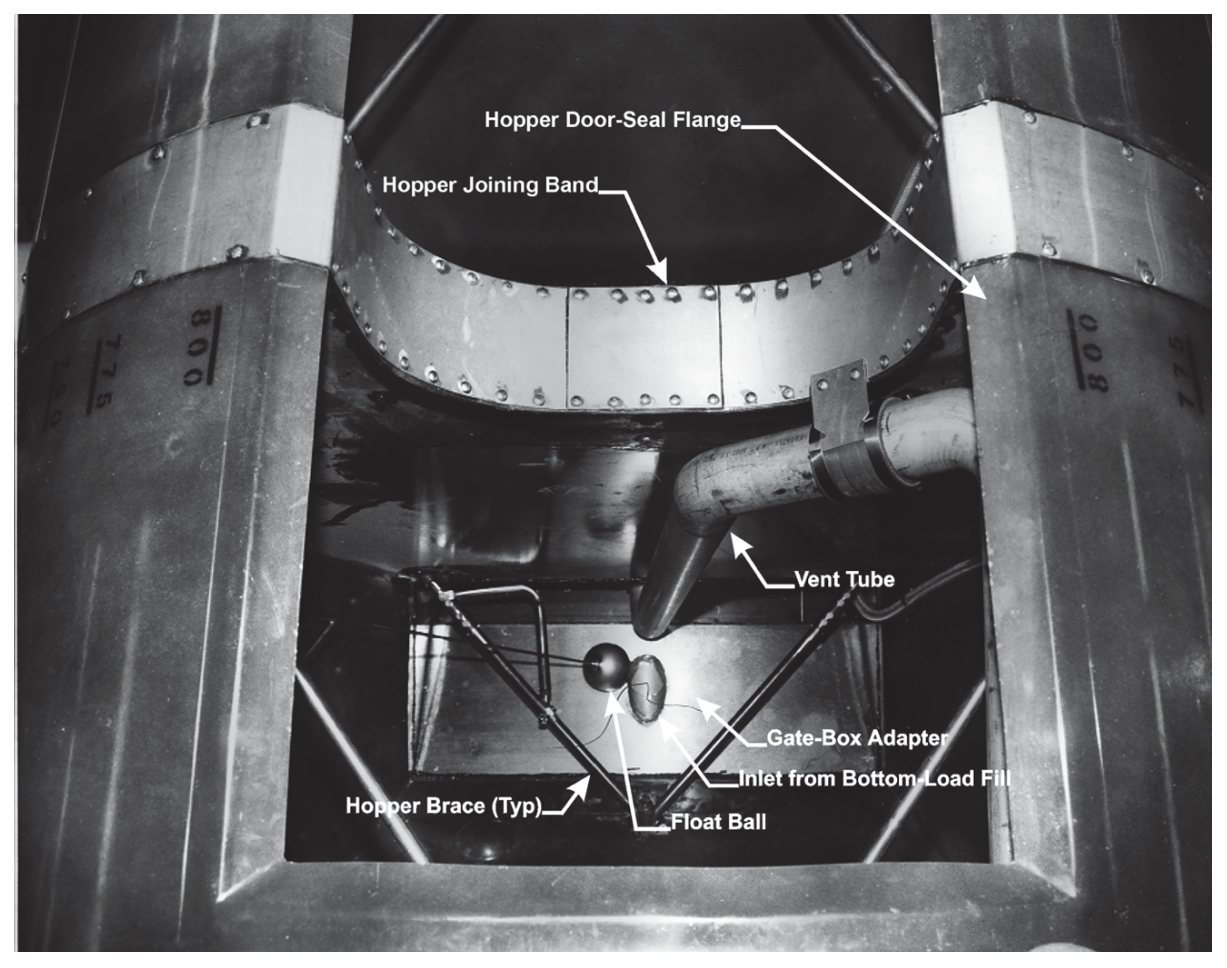 Hopper Door-Seal Flange
Hopper Joining Band
800
775
800
775
Vent Tube
Gate-Box Adapter
Inlet from Bottom-Load Fill
Hopper Brace (Typ)
Float Ball